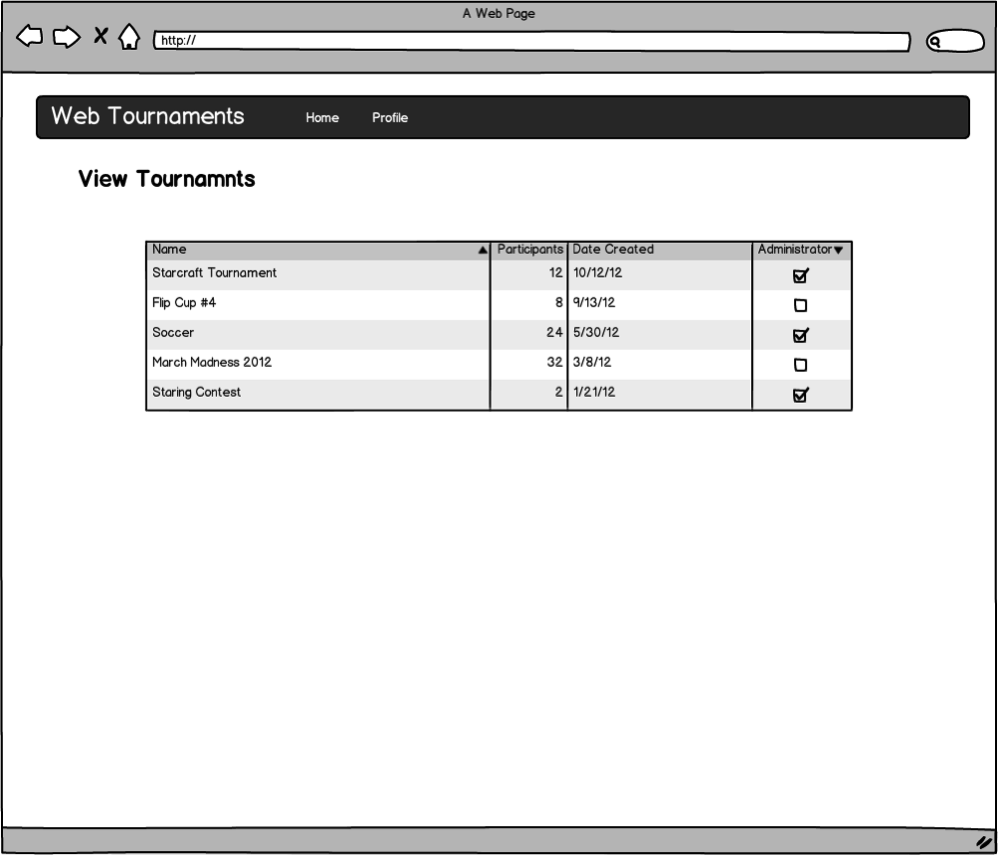 A Web Page
http://
Web Tournaments Home Profile
View Tournamnts
Name Participants Date Created Administrator
Starcraft Tournament 12 10/12/12
Flip Cup #4 8 9/13/12
Soccer 24 5/30/12
March Madness 2012 32 3/8/12
Staring Contest 2 1/21/12